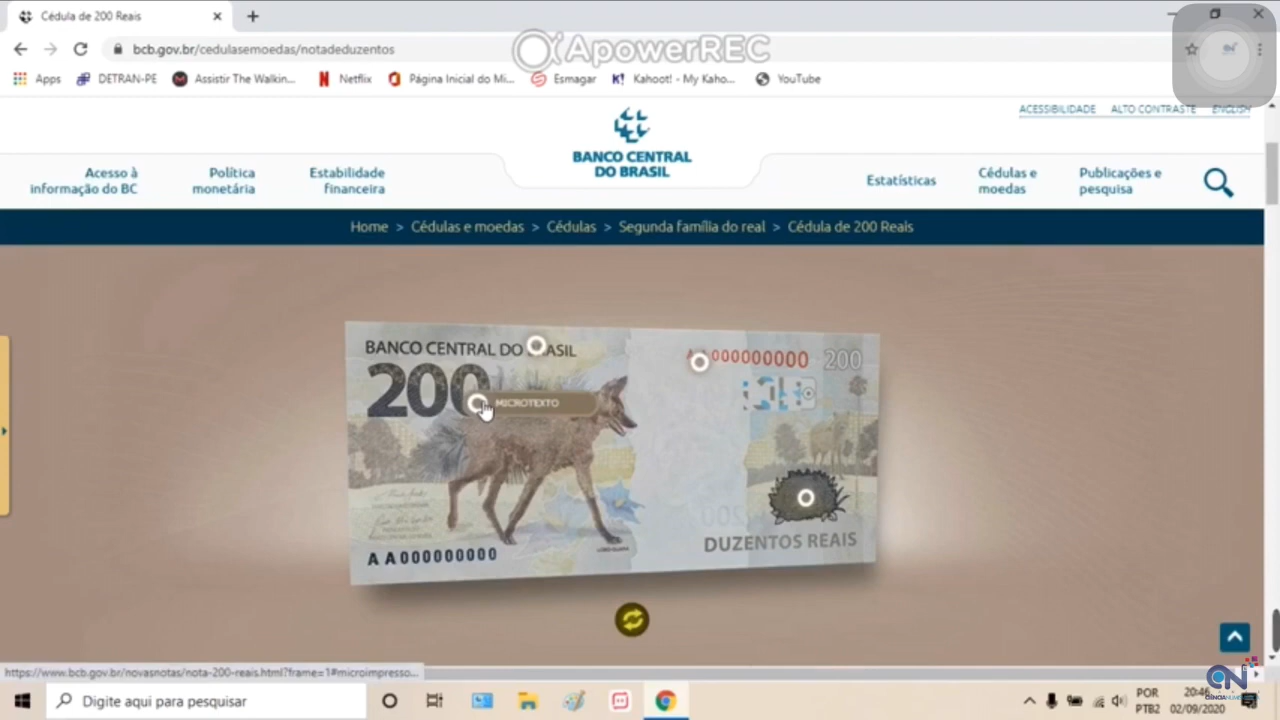 Cédula de 200 Reais
bcb.gov.br/cedulasemoedas/notadeduzentos
ApowerREC
Apps DETRAN-PE Assistir The Walkin... Netflix Página Inicial do Mi... Esmagar Kahoot! - My Kaho... YouTube
ACESSIBILIDADE ALTO CONTRASTE ENGLISH
BANCO CENTRAL
DO BRASIL
Acesso à
informação do BC
Política
monetária
Estabilidade
financeira
Estatísticas
Cédulas e
moedas
Publicações e
pesquisa
Home > Cédulas e moedas > Cédulas > Segunda família do real > Cédula de 200 Reais
BANCO CENTRAL DO BRASIL
200
MICROTEXTO
000000000 200
DUZENTOS REAIS
AA000000000
https://www.bcb.gov.br/novasnotas/nota-200-reais.html?frame=1#microimpresso...
Digite aqui para pesquisar
POR
PTB2
20:46
02/09/2020